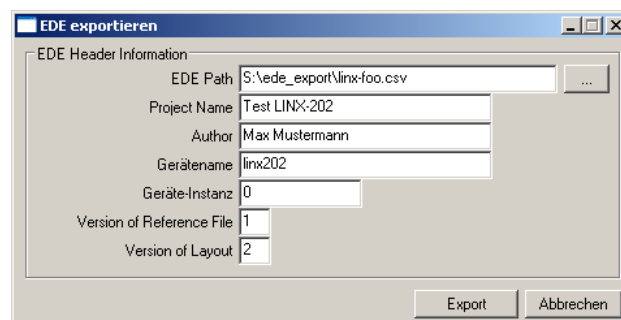 EDE exportieren
EDE Header Information
EDE Path S:\ede_export\linx-foo.csv ...
Project Name Test LINX-202
Author Max Mustermann
Gerätename linx202
Geräte-Instanz 0
Version of Reference File 1
Version of Layout 2
Export Abbrechen